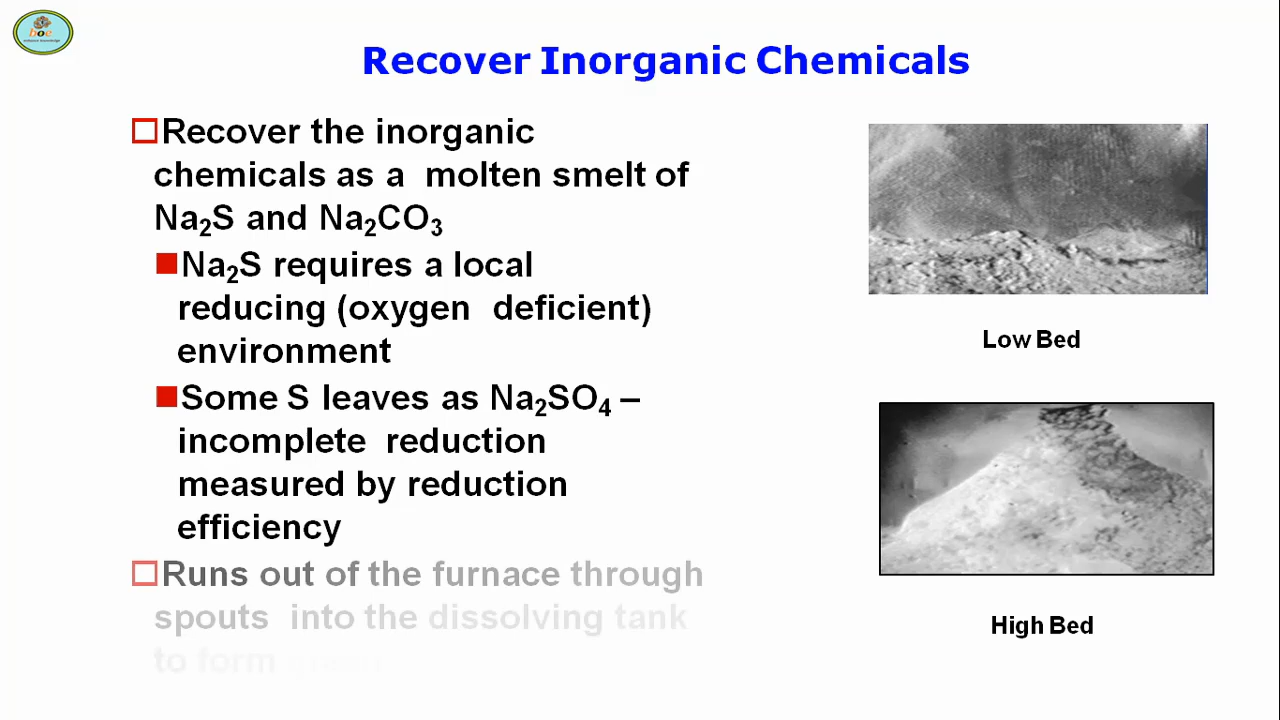 boe
Recover Inorganic Chemicals
Recover the inorganic
chemicals as a molten smelt of
Na₂S and Na₂CO₃
Na₂S requires a local
reducing (oxygen deficient)
environment
Some S leaves as Na₂SO₄ –
incomplete reduction
measured by reduction
efficiency
Runs out of the furnace through
spouts into the dissolving tank
to form
Low Bed
High Bed